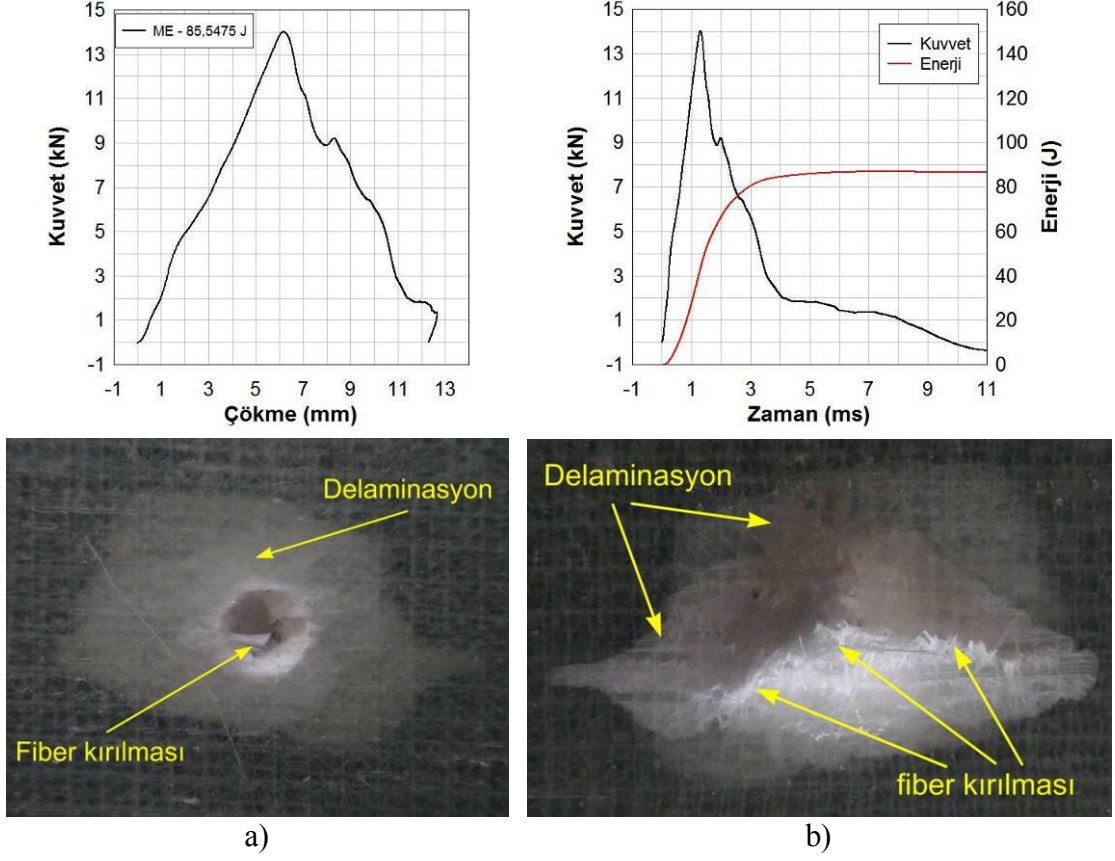 15
13
11
9
7
5
3
1
-1
Kuvvet (kN)
ME - 85,5475 J
-1 1 3 5 7 9 11 13
Çökme (mm)
15
13
11
9
7
5
3
1
-1
Kuvvet (kN)
Kuvvet
Enerji
160
140
120
100
80
60
40
20
0
Enerji (J)
-1 1 3 5 7 9 11
Zaman (ms)
Delaminasyon
Fiber kırılması
Delaminasyon
fiber kırılması
a)
b)